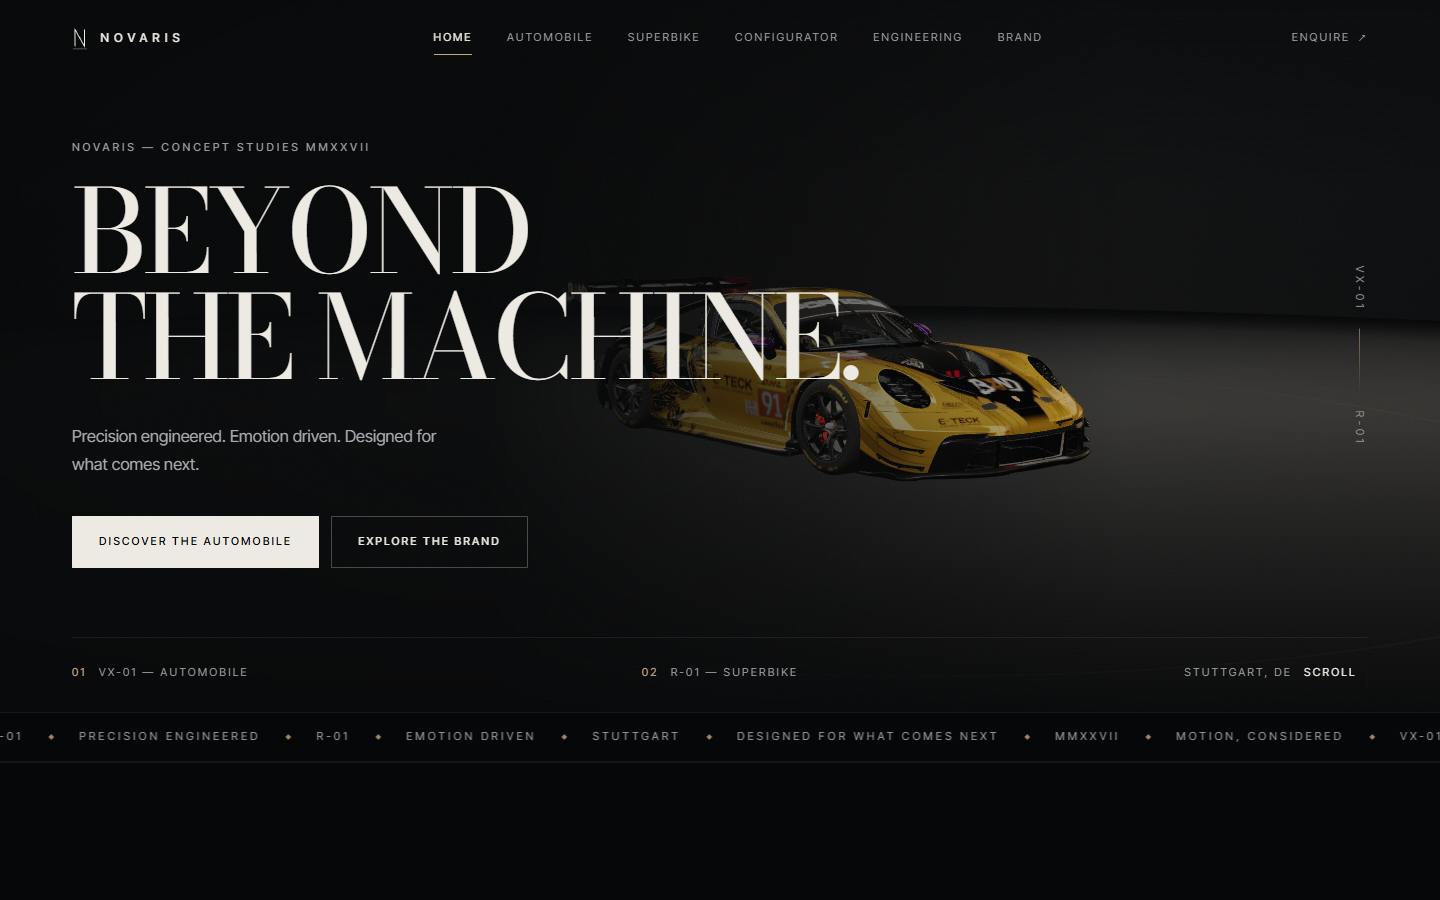 NOVARIS
HOME
AUTOMOBILE
SUPERBIKE
CONFIGURATOR
ENGINEERING
BRAND
ENQUIRE ↗
NOVARIS — CONCEPT STUDIES MMXXVII
BEYOND
THE MACHINE.
VX-01
R-01
E-TECK
91
E-TECK
Precision engineered. Emotion driven. Designed for
what comes next.
DISCOVER THE AUTOMOBILE
EXPLORE THE BRAND
01 VX-01 — AUTOMOBILE
02 R-01 — SUPERBIKE
STUTTGART, DE SCROLL
-01 ◆ PRECISION ENGINEERED ◆ R-01 ◆ EMOTION DRIVEN ◆ STUTTGART ◆ DESIGNED FOR WHAT COMES NEXT ◆ MMXXVII ◆ MOTION, CONSIDERED ◆ VX-01